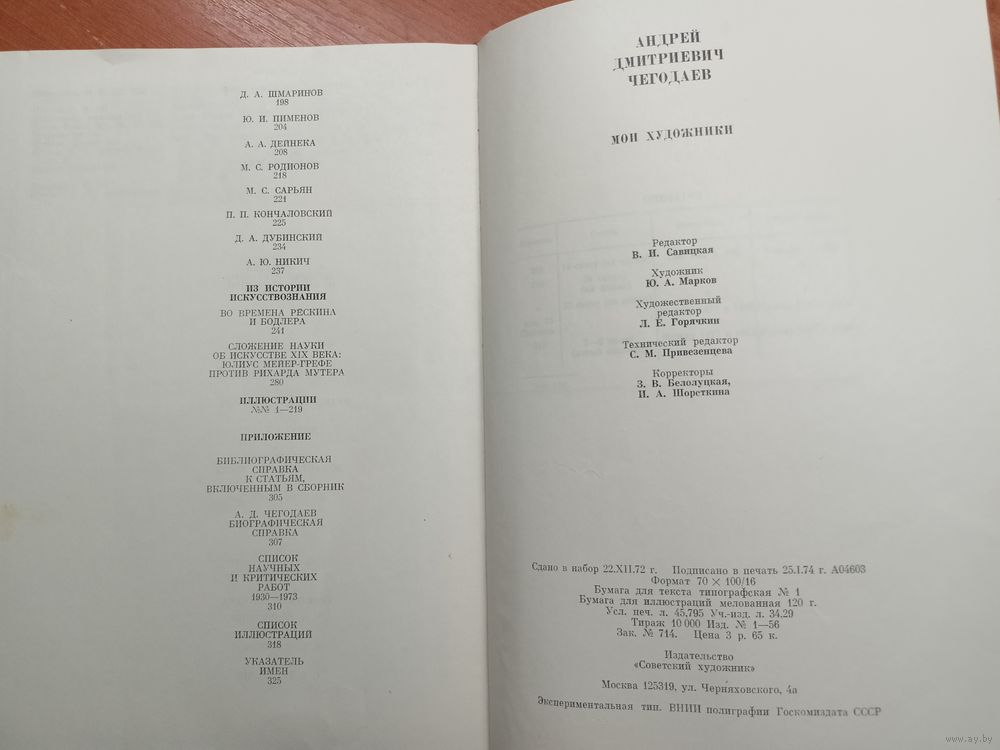 Д. А. ШМАРИНОВ
198
Ю. И. ПИМЕНОВ
204
А. А. ДЕЙНЕКА
208
М. С. РОДИОНОВ
218
М. С. САРЬЯН
221
П. П. КОНЧАЛОВСКИЙ
225
Д. А. ДУБИНСКИЙ
234
А. Ю. НИКИЧ
237
ИЗ ИСТОРИИ
ИСКУССТВОЗНАНИЯ
ВО ВРЕМЕНА РЁСКИНА
И БОДЛЕРА
241
СЛОЖЕНИЕ НАУКИ
ОБ ИСКУССТВЕ XIX ВЕКА:
ЮЛИУС МЕЙЕР-ГРЕФЕ
ПРОТИВ РИХАРДА МУТЕРА
280
ИЛЛЮСТРАЦИИ
№№ 1—219
ПРИЛОЖЕНИЕ
БИБЛИОГРАФИЧЕСКАЯ
СПРАВКА
К СТАТЬЯМ,
ВКЛЮЧЕННЫМ В СБОРНИК
305
А. Д. ЧЕГОДАЕВ
БИОГРАФИЧЕСКАЯ
СПРАВКА
307
СПИСОК
НАУЧНЫХ
И КРИТИЧЕСКИХ
РАБОТ
1930—1973
310
СПИСОК
ИЛЛЮСТРАЦИЙ
318
УКАЗАТЕЛЬ
ИМЕН
325
АНДРЕЙ
ДМИТРИЕВИЧ
ЧЕГОДАЕВ
МОИ ХУДОЖНИКИ
Редактор
В. И. Савицкая
Художник
Ю. А. Марков
Художественный
редактор
Л. Е. Горячкин
Технический редактор
С. М. Привезенцева
Корректоры
З. В. Белолуцкая,
И. А. Шорсткина
Сдано в набор 22.XII.72 г. Подписано в печать 25.I.74 г. А04603
Формат 70 × 100/16
Бумага для текста типографская № 1
Бумага для иллюстраций мелованная 120 г.
Усл. печ. л. 45,795 Уч.-изд. л. 34.29
Тираж 10 000 Изд. № 1—56
Зак. № 714. Цена 3 р. 65 к.
Издательство
«Советский художник»
Москва 125319, ул. Черняховского, 4а
Экспериментальная тип. ВНИИ полиграфии Госкомиздата СССР
www.ay.by